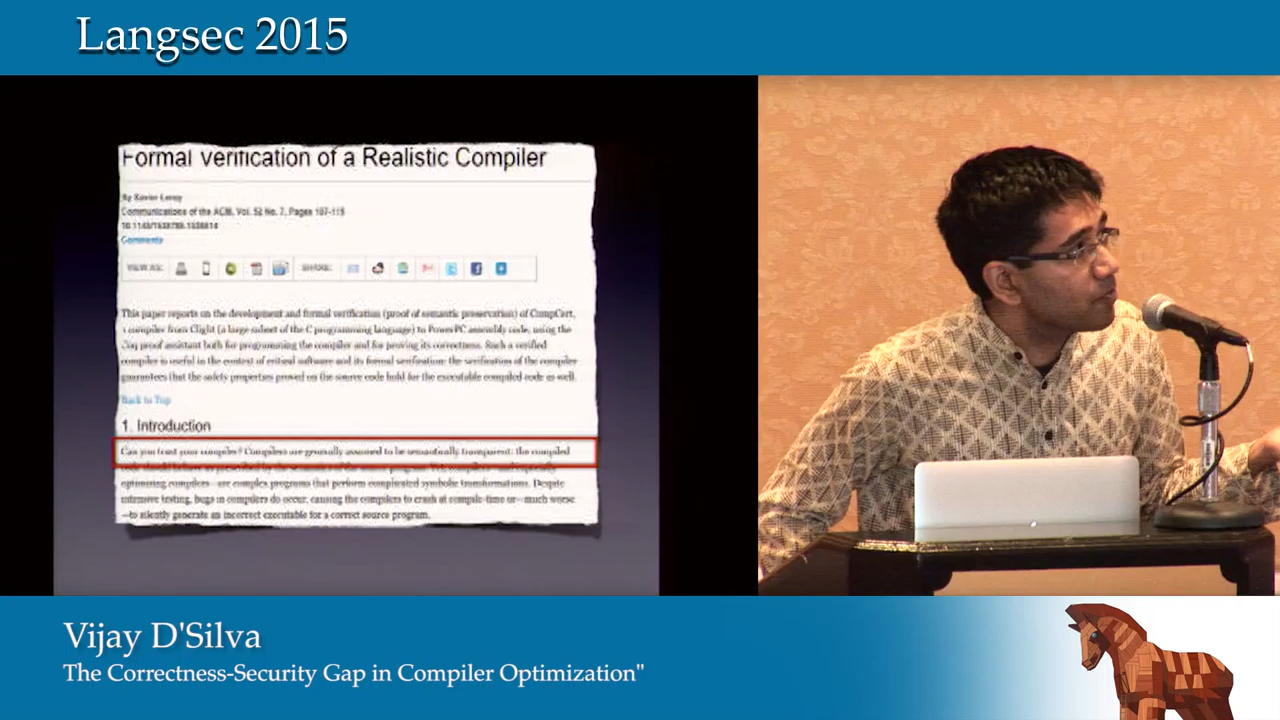 Langsec 2015
Formal Verification of a Realistic Compiler
By Xavier Leroy
Communications of the ACM, Vol. 52 No. 7, Pages 107-115
10.1145/1538788.1538814
Comments
VIEW AS: SHARE:
This paper reports on the development and formal verification (proof of semantic preservation) of CompCert,
a compiler from Clight (a large subset of the C programming language) to PowerPC assembly code, using the
Coq proof assistant both for programming the compiler and for proving its correctness. Such a verified
compiler is useful in the context of critical software and its formal verification: the verification of the compiler
guarantees that the safety properties proved on the source code hold for the executable compiled code as well.
Back to Top
1. Introduction
Can you trust your compiler? Compilers are generally assumed to be semantically transparent: the compiled
code should behave as prescribed by the semantics of the source program. Yet compilers—and especially
optimizing compilers—are complex programs that perform complicated symbolic transformations. Despite
intensive testing, bugs in compilers do occur, causing the compilers to crash at compile-time or—much worse
—to silently generate an incorrect executable for a correct source program.
Vijay D'Silva
The Correctness-Security Gap in Compiler Optimization"